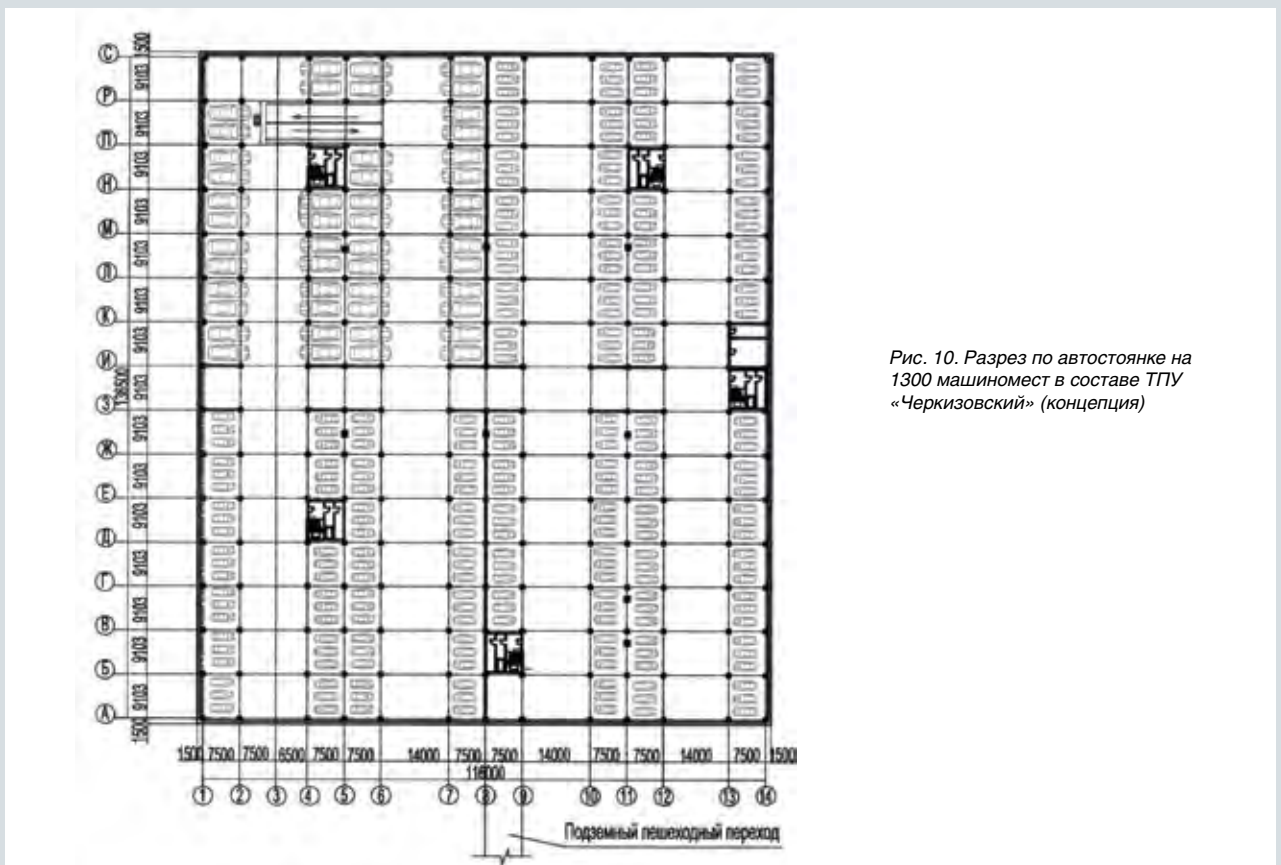 С 1500
9103
Р
9103
П
9103
Н
9103
М
9103
Л
9103
К
9103
И
9103
136500
З
9103
Ж
9103
Е
9103
Д
9103
Г
9103
В
9103
Б
9103
А
1500
1500 7500 7500 6500 7500 7500 14000 7500 7500 14000 7500 7500 14000 7500 1500
116000
1 2 3 4 5 6 7 8 9 10 11 12 13 14
Подземный пешеходный переход
Рис. 10. Разрез по автостоянке на
1300 машиномест в составе ТПУ
«Черкизовский» (концепция)